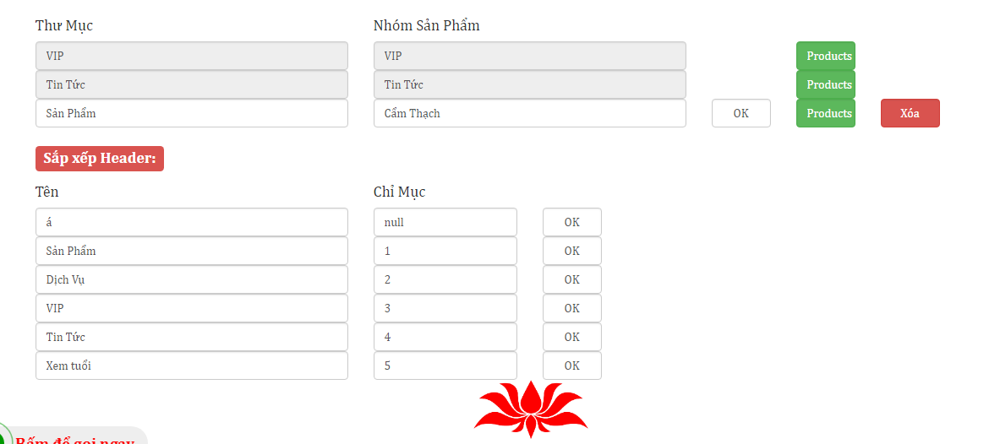 Thư Mục Nhóm Sản Phẩm
VIP VIP Products
Tin Tức Tin Tức Products
Sản Phẩm Cẩm Thạch OK Products Xóa
Sắp xếp Header:
Tên Chỉ Mục
á null OK
Sản Phẩm 1 OK
Dịch Vụ 2 OK
VIP 3 OK
Tin Tức 4 OK
Xem tuổi 5 OK
Bấm để gọi ngay